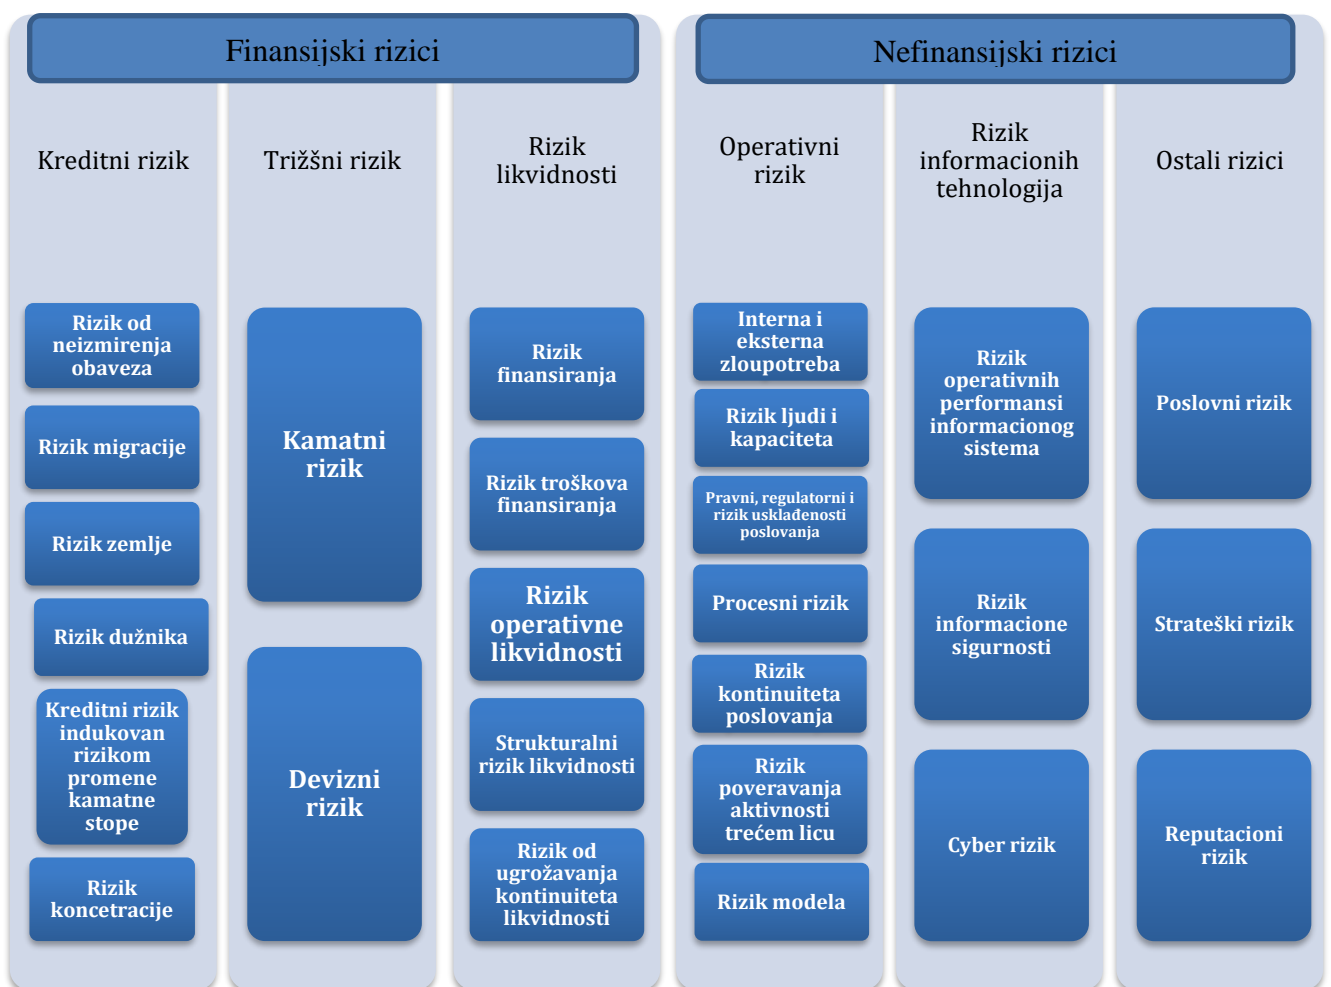 Finansijski rizici
Nefinansijski rizici
Kreditni rizik
Trižšni rizik
Rizik
likvidnosti
Operativni
rizik
Rizik
informacionih
tehnologija
Ostali rizici
Rizik od
neizmirenja
obaveza
Rizik migracije
Rizik zemlje
Rizik dužnika
Kreditni rizik
indukovan
rizikom
promene
kamatne
stope
Rizik
koncetracije
Kamatni
rizik
Devizni
rizik
Rizik
finansiranja
Rizik troškova
finansiranja
Rizik
operativne
likvidnosti
Strukturalni
rizik likvidnosti
Rizik od
ugrožavanja
kontinuiteta
likvidnosti
Interna i
eksterna
zloupotreba
Rizik ljudi i
kapaciteta
Pravni, regulatorni i
rizik usklađenosti
poslovanja
Procesni rizik
Rizik
kontinuiteta
poslovanja
Rizik
poveravanja
aktivnosti
trećem licu
Rizik modela
Rizik
operativnih
performansi
informacionog
sistema
Rizik
informacione
sigurnosti
Cyber rizik
Poslovni rizik
Strateški rizik
Reputacioni
rizik